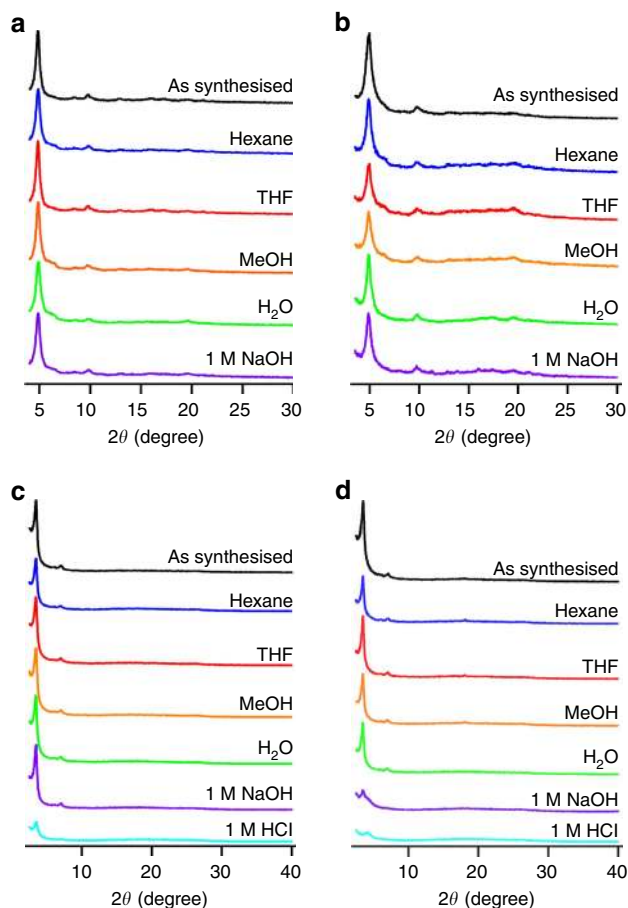 a
As synthesised
Hexane
THF
MeOH
H₂O
1 M NaOH
5 10 15 20 25 30
2θ (degree)
b
As synthesised
Hexane
THF
MeOH
H₂O
1 M NaOH
5 10 15 20 25 30
2θ (degree)
c
As synthesised
Hexane
THF
MeOH
H₂O
1 M NaOH
1 M HCl
10 20 30 40
2θ (degree)
d
As synthesised
Hexane
THF
MeOH
H₂O
1 M NaOH
1 M HCl
10 20 30 40
2θ (degree)